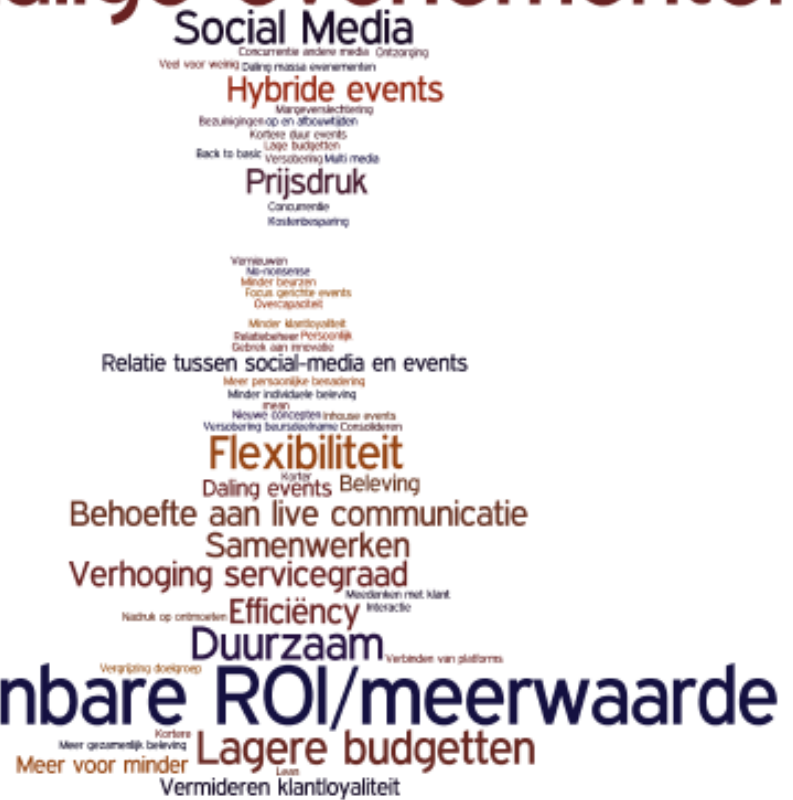 Social Media
Concurrentie andere media Ontzorging
Veel voor weinig Daling massa evenementen
Hybride events
Margeverslechtering
Bezuinigingen op en afbouwtijden
Kortere duur events
Lage budgetten
Back to basic Versobering Multi media
Prijsdruk
Concurrentie
Kostenbesparing
Vernieuwen
No-nonsense
Minder beurzen
Focus gerichte events
Overcapaciteit
Minder klantloyaliteit
Relatiebeheer Persoonlijk
Gebrek aan innovatie
Relatie tussen social-media en events
Meer persoonlijke benadering
Minder individuele beleving
mean
Nieuwe concepten Inhouse events
Versobering beursdeelname Consolideren
Flexibiliteit
Korter
Daling events Beleving
Behoefte aan live communicatie
Samenwerken
Verhoging servicegraad
Meedenken met klant
Nadruk op ontmoeten Efficiëncy Interactie
Duurzaam Verbinden van platforms
Vergrijzing doelgroep
nbare ROI/meerwaarde
Kortere
Meer gezamenlijk beleving Lagere budgetten
Meer voor minder Lean
Vermideren klantloyaliteit